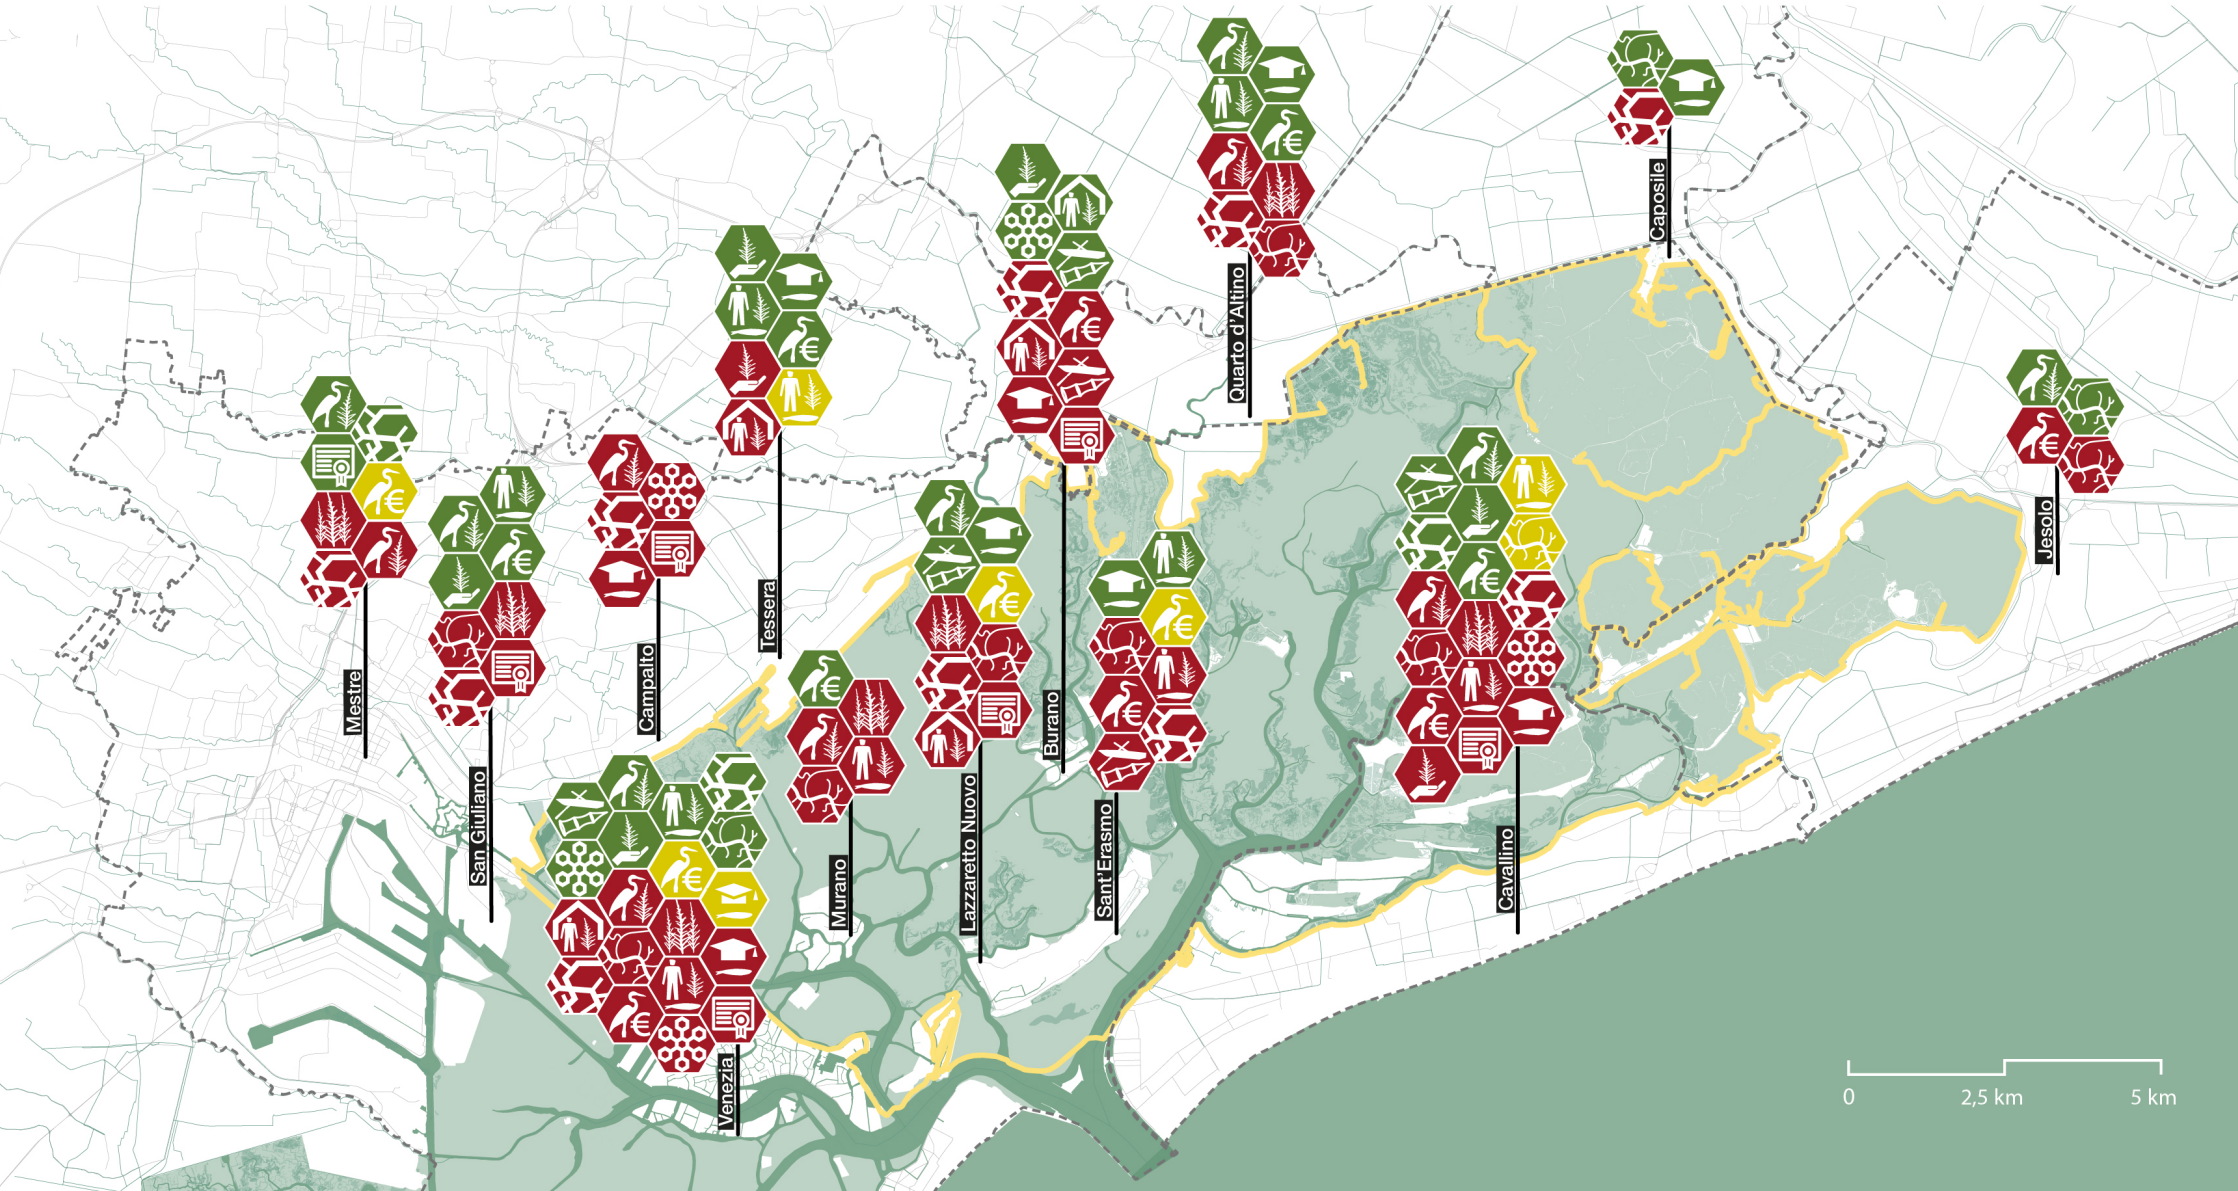 Caposile
Quarto d'Altino
Jesolo
Tessera
Mestre
Campalto
Burano
San Giuliano
Murano
Lazzaretto Nuovo
Sant'Erasmo
Cavallino
Venezia
0 2,5 km 5 km